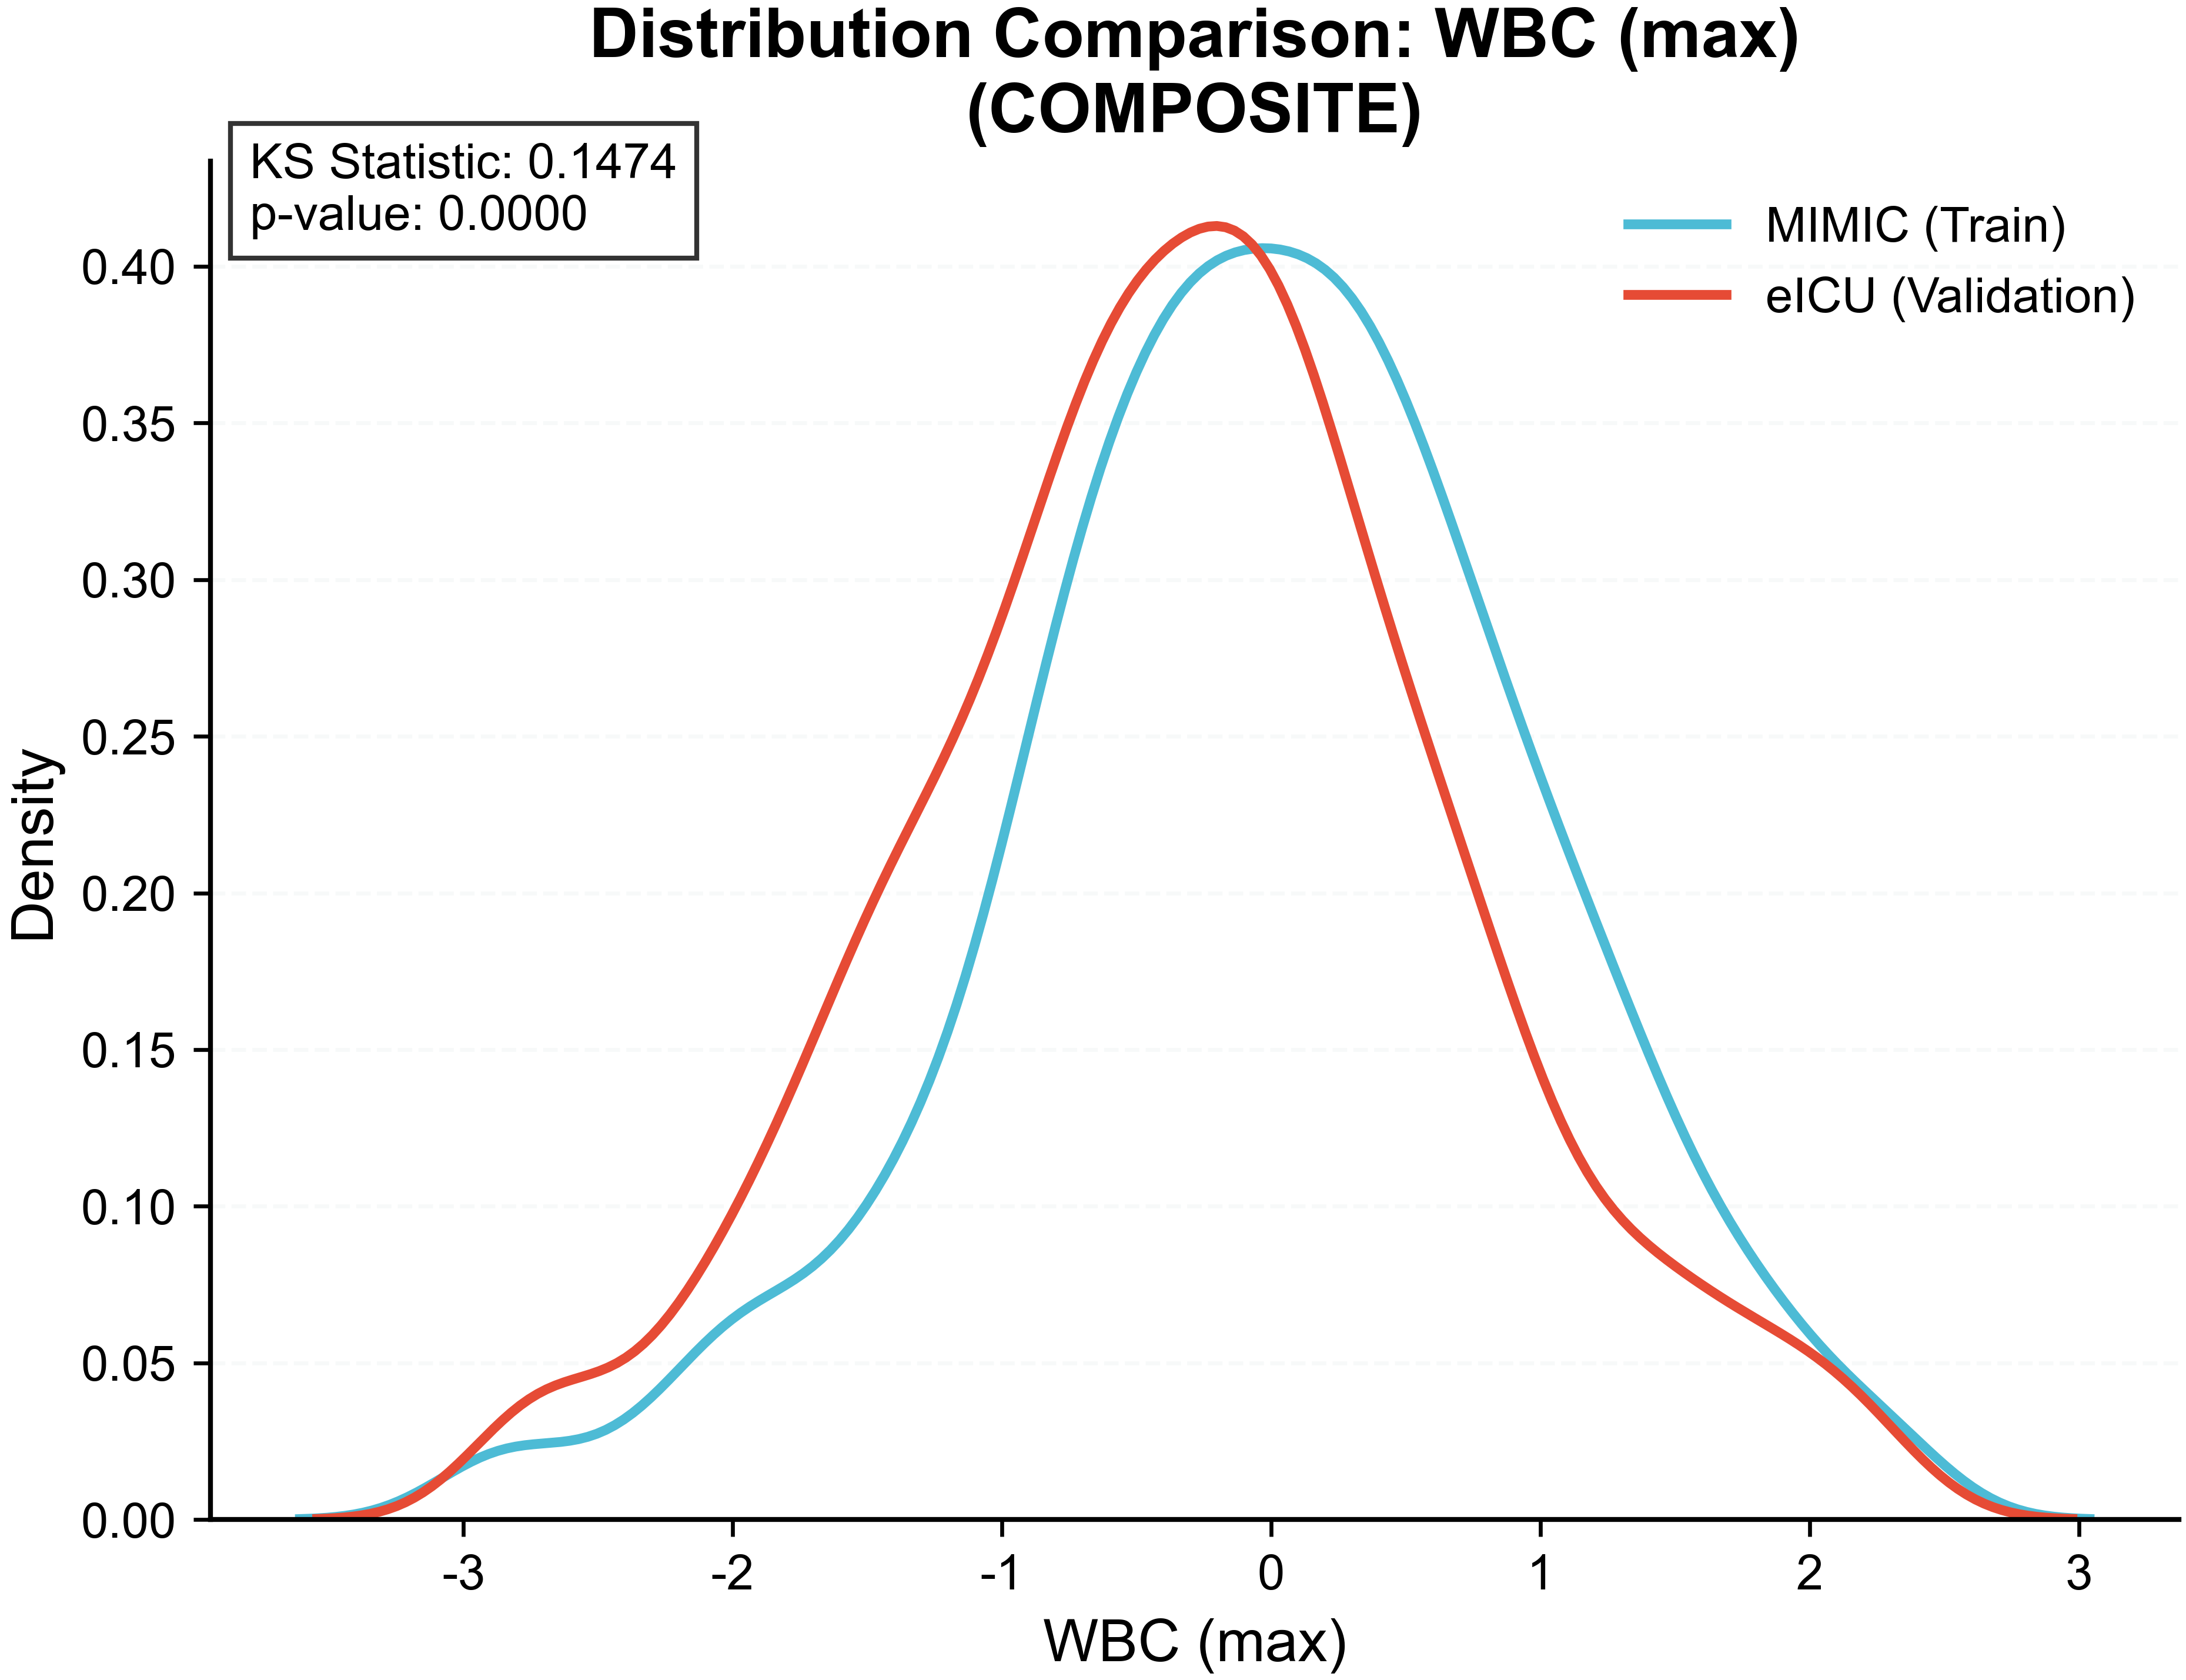 Distribution Comparison: WBC (max)
(COMPOSITE)
KS Statistic: 0.1474
p-value: 0.0000
MIMIC (Train)
eICU (Validation)
0.40
0.35
0.30
0.25
0.20
0.15
0.10
0.05
0.00
Density
-3 -2 -1 0 1 2 3
WBC (max)